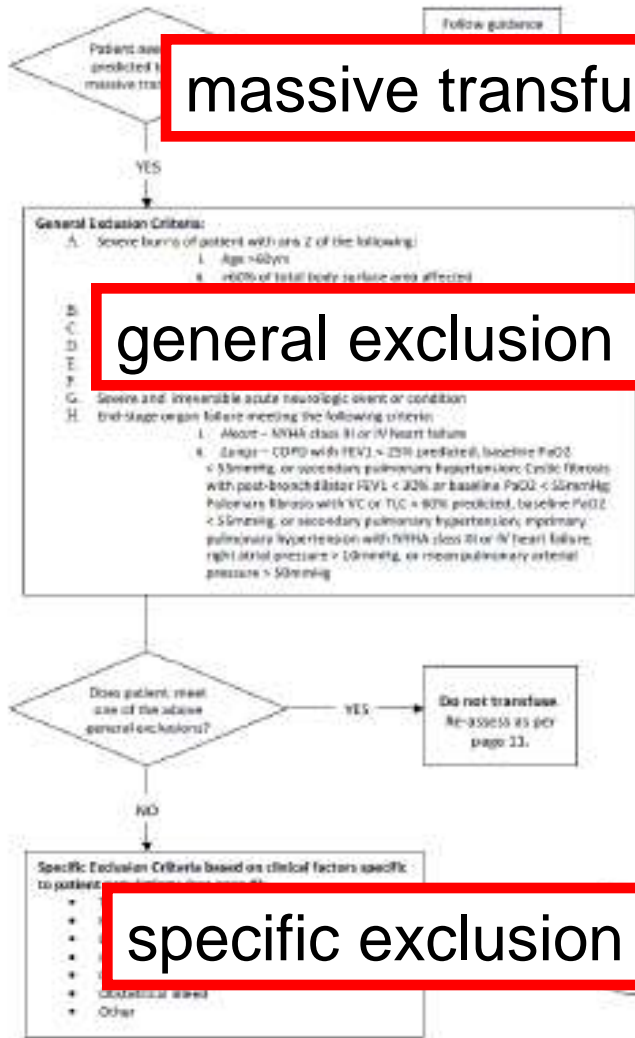 Follow guidance
Patient
predicted
massive
massive transfu
YES
General Exclusion Criteria:
A. Severe burns of patient with any 2 of the following:
i. Age >60yrs
ii. >60% of total body surface area affected
B.
C.
D.
E.
F.
general exclusion
G. Severe and irreversible acute neurologic event or condition
H. End-stage organ failure meeting the following criteria:
i. Heart – NYHA class III or IV heart failure
ii. Lungs – COPD with FEV1 < 25% predicted, baseline PaO2
< 55mmHg, or secondary pulmonary hypertension; Cystic fibrosis
with post-bronchdilator FEV1 < 30% or baseline PaO2 < 55mmHg;
fibrosis with VC or TLC < 60% predicted, baseline PaO2
< 55mmHg, or secondary pulmonary hypertension;
pulmonary hypertension with NYHA class III or IV heart failure,
right atrial pressure > 10mmHg, or mean pulmonary arterial
pressure > 50mmHg
Does patient meet
one of the above
general exclusions?
YES
Do not transfuse.
Re-assess as per
page 11.
NO
Specific Exclusion Criteria based on clinical factors specific
to patient
specific exclusion
• Obstetrical Bleed
• Other